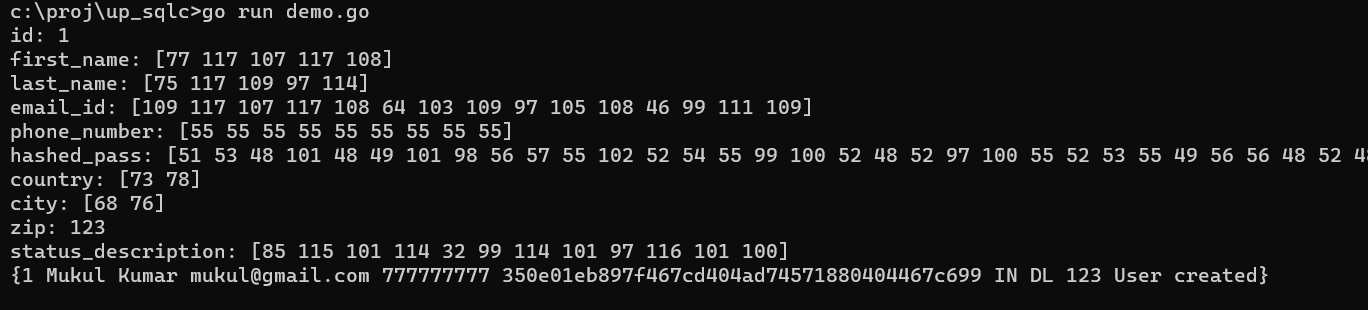 c:\proj\up_sqlc>go run demo.go
id: 1
first_name: [77 117 107 117 108]
last_name: [75 117 109 97 114]
email_id: [109 117 107 117 108 64 103 109 97 105 108 46 99 111 109]
phone_number: [55 55 55 55 55 55 55 55 55]
hashed_pass: [51 53 48 101 48 49 101 98 56 57 55 102 52 54 55 99 100 52 48 52 97 100 55 52 53 55 49 56 56 48 52 48
country: [73 78]
city: [68 76]
zip: 123
status_description: [85 115 101 114 32 99 114 101 97 116 101 100]
{1 Mukul Kumar mukul@gmail.com 777777777 350e01eb897f467cd404ad74571880404467c699 IN DL 123 User created}